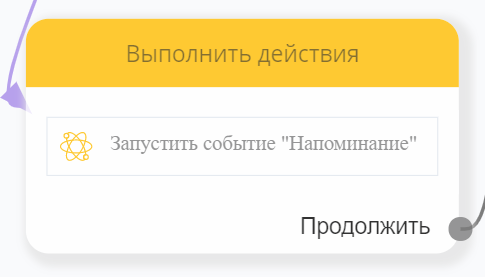 Выполнить действия
Запустить событие "Напоминание"
Продолжить